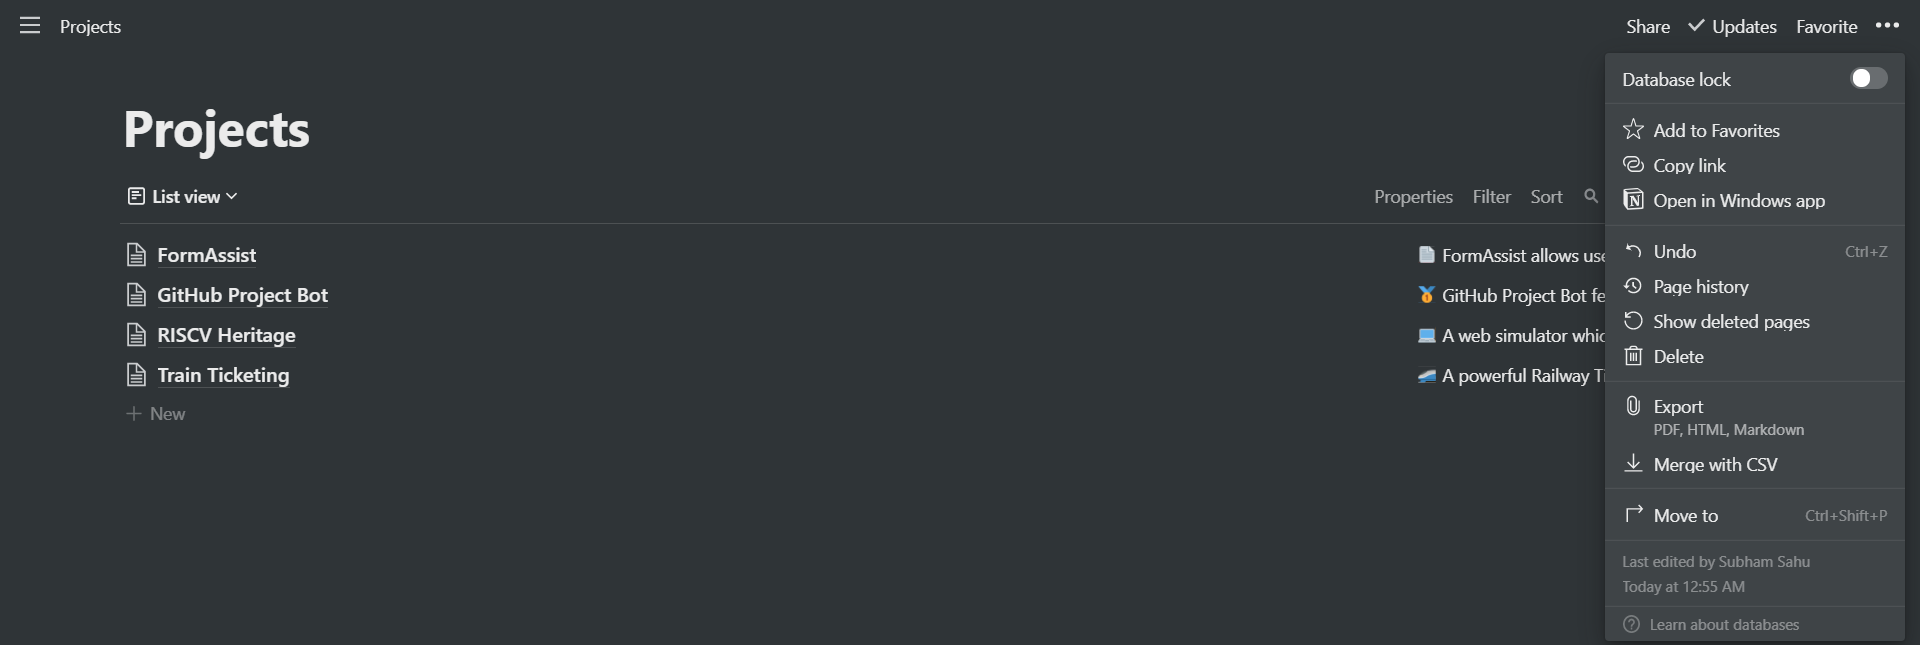 Projects
Share Updates Favorite
Database lock
Projects
Add to Favorites
Copy link
List view
Properties Filter Sort
Open in Windows app
FormAssist
FormAssist allows use
Undo Ctrl+Z
GitHub Project Bot
GitHub Project Bot fe
Page history
RISCV Heritage
A web simulator whic
Show deleted pages
Train Ticketing
A powerful Railway Ti
Delete
New
Export
PDF, HTML, Markdown
Merge with CSV
Move to Ctrl+Shift+P
Last edited by Subham Sahu
Today at 12:55 AM
Learn about databases